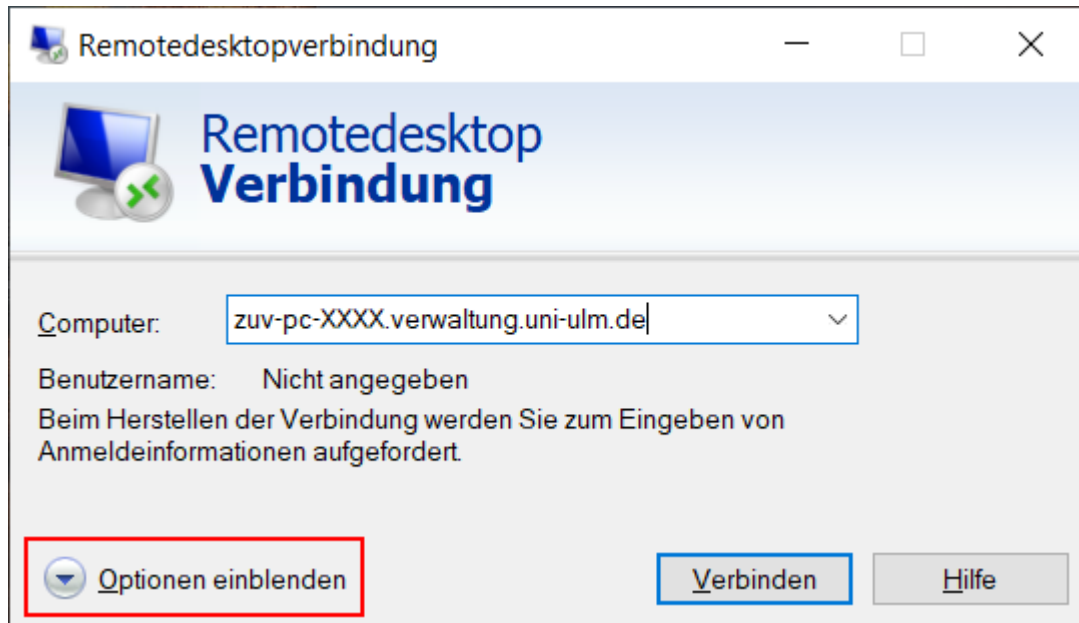 Remotedesktopverbindung
Remotedesktop
Verbindung
Computer: zuv-pc-XXXX.verwaltung.uni-ulm.de
Benutzername: Nicht angegeben
Beim Herstellen der Verbindung werden Sie zum Eingeben von
Anmeldeinformationen aufgefordert.
Optionen einblenden Verbinden Hilfe